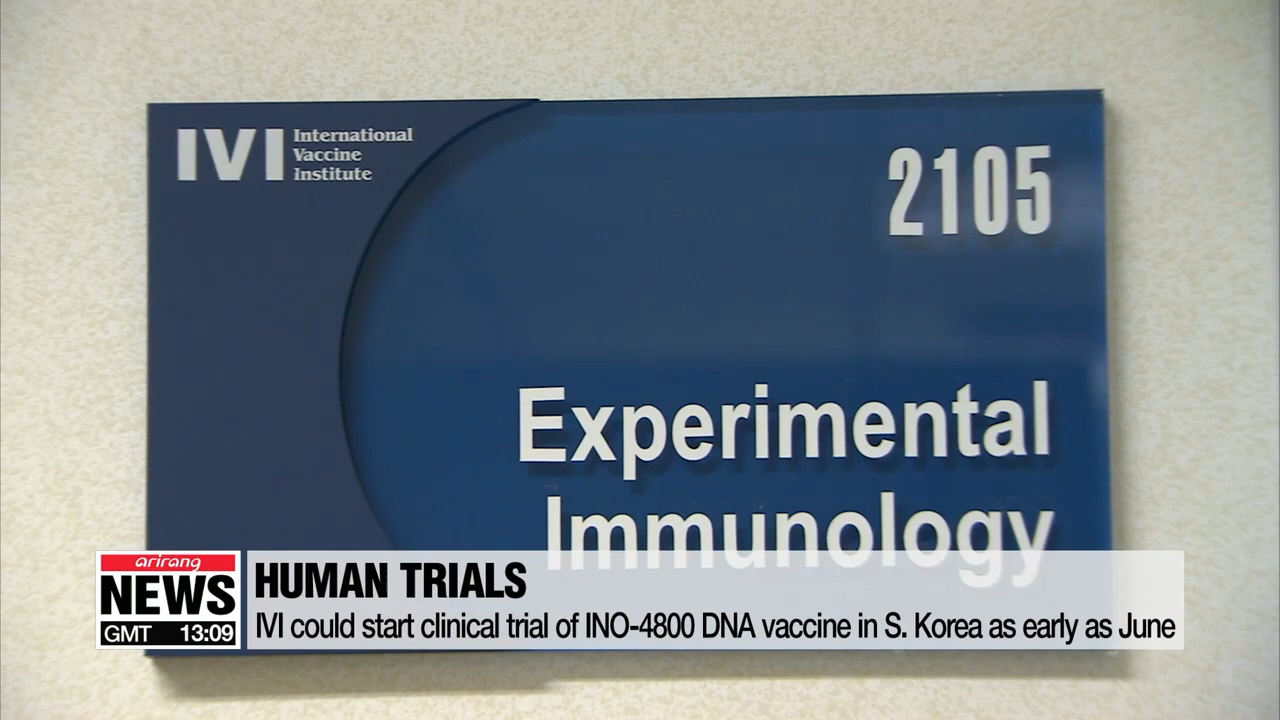 IVI
International
Vaccine
Institute
2105
Experimental
Immunology
arirang
NEWS
GMT 13:09
HUMAN TRIALS
IVI could start clinical trial of INO-4800 DNA vaccine in S. Korea as early as June